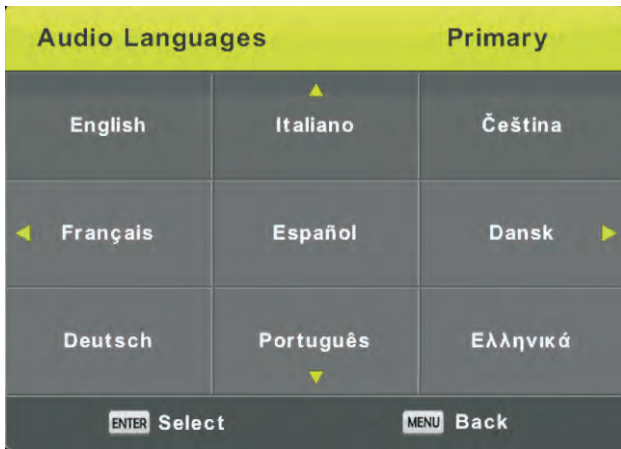 Audio Languages Primary
English Italiano Čeština
Français Español Dansk
Deutsch Português Ελληνικά
ENTER Select MENU Back